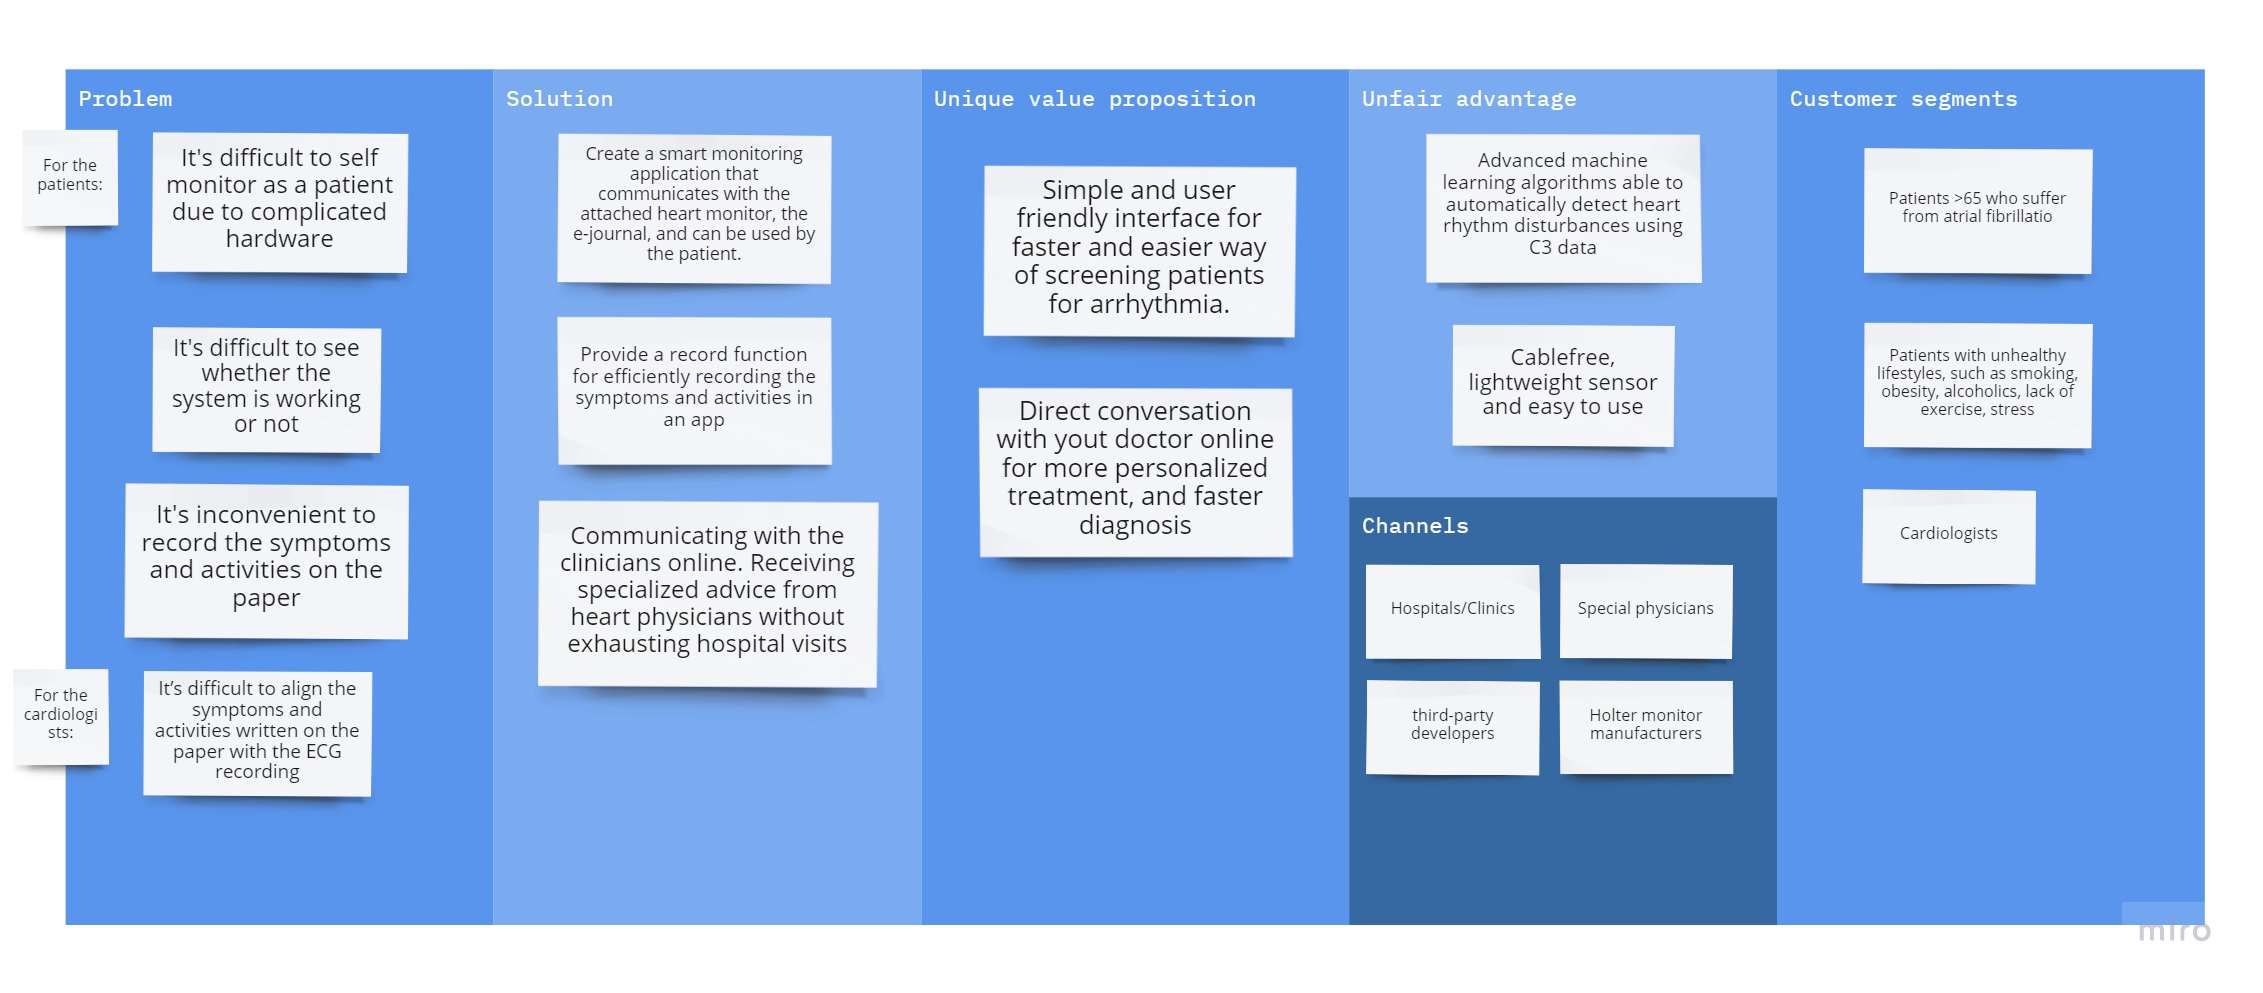 Problem
For the
patients:
It's difficult to self
monitor as a patient
due to complicated
hardware
It's difficult to see
whether the
system is working
or not
It's inconvenient to
record the symptoms
and activities on the
paper
For the
cardiologi
sts:
It’s difficult to align the
symptoms and
activities written on the
paper with the ECG
recording
Solution
Create a smart monitoring
application that
communicates with the
attached heart monitor, the
e-journal, and can be used by
the patient.
Provide a record function
for efficiently recording the
symptoms and activities in
an app
Communicating with the
clinicians online. Receiving
specialized advice from
heart physicians without
exhausting hospital visits
Unique value proposition
Simple and user
friendly interface for
faster and easier way
of screening patients
for arrhythmia.
Direct conversation
with yout doctor online
for more personalized
treatment, and faster
diagnosis
Unfair advantage
Advanced machine
learning algorithms able to
automatically detect heart
rhythm disturbances using
C3 data
Cablefree,
lightweight sensor
and easy to use
Channels
Hospitals/Clinics
Special physicians
third-party
developers
Holter monitor
manufacturers
Customer segments
Patients >65 who suffer
from atrial fibrillatio
Patients with unhealthy
lifestyles, such as smoking,
obesity, alcoholics, lack of
exercise, stress
Cardiologists
miro